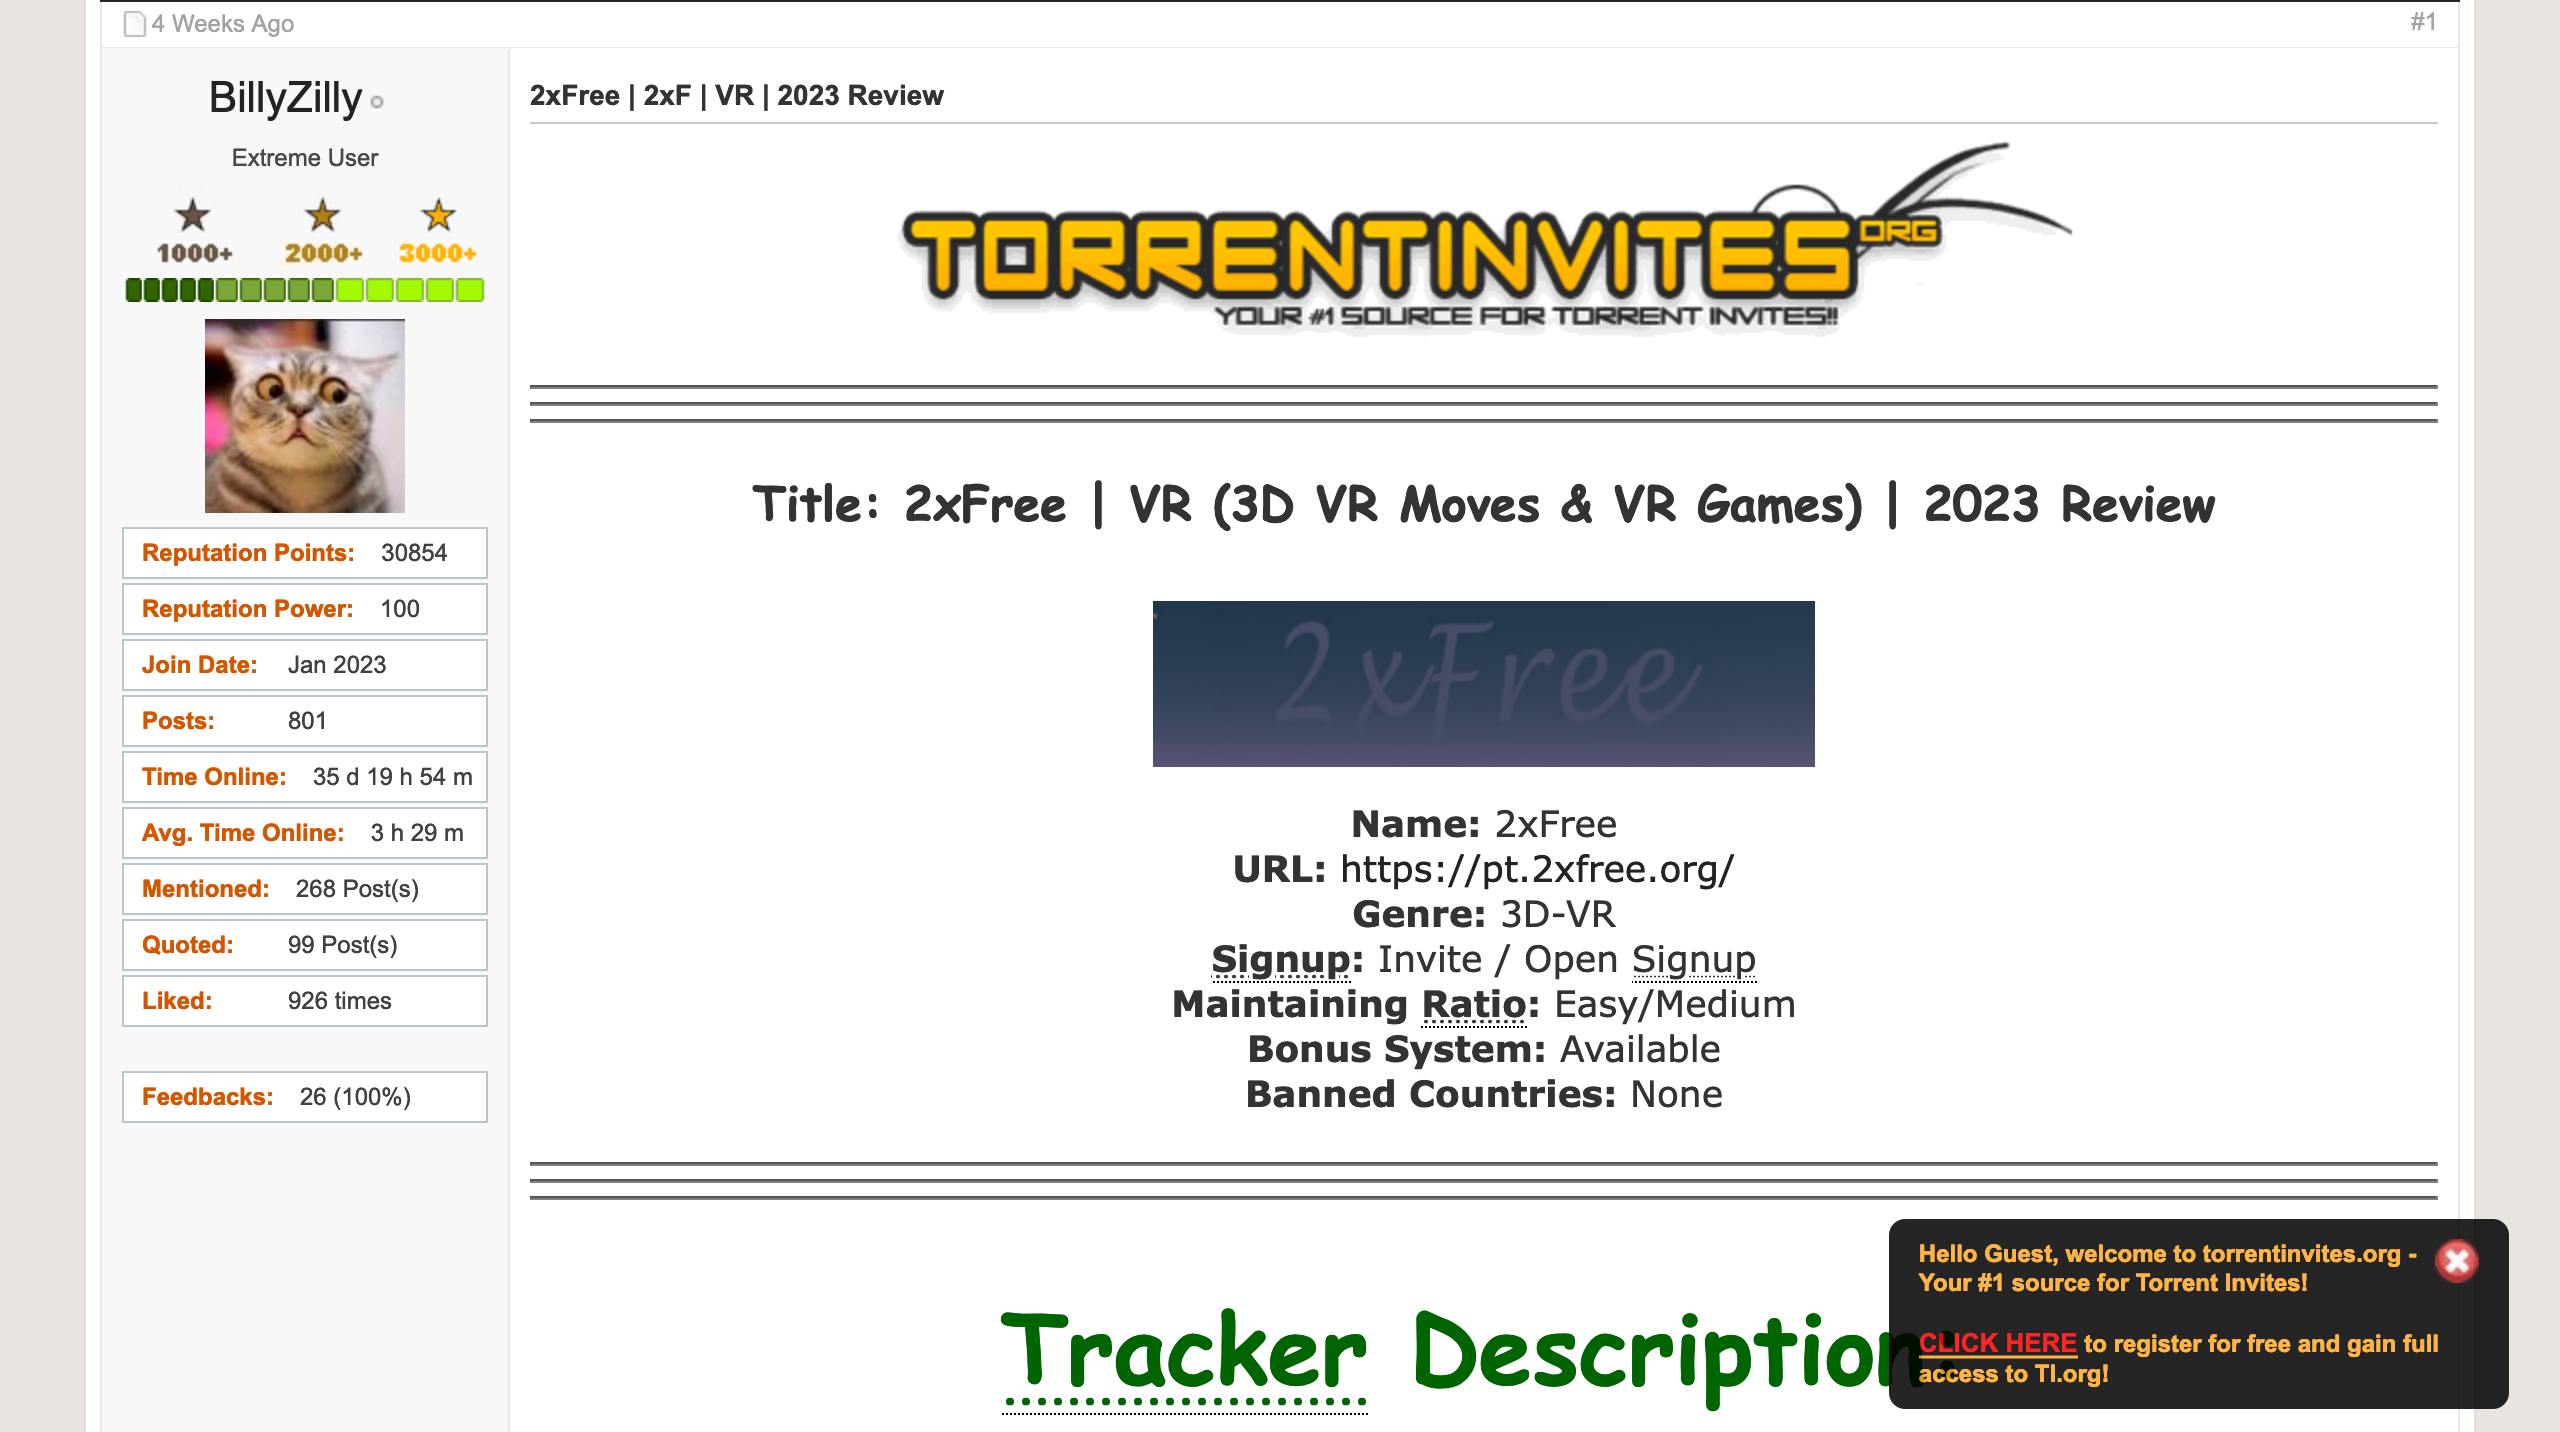 4 Weeks Ago
#1
BillyZilly
Extreme User
1000+ 2000+ 3000+
Reputation Points: 30854
Reputation Power: 100
Join Date: Jan 2023
Posts: 801
Time Online: 35 d 19 h 54 m
Avg. Time Online: 3 h 29 m
Mentioned: 268 Post(s)
Quoted: 99 Post(s)
Liked: 926 times
Feedbacks: 26 (100%)
2xFree | 2xF | VR | 2023 Review
TORRENTINVITES ORG
YOUR #1 SOURCE FOR TORRENT INVITES!!
Title: 2xFree | VR (3D VR Moves & VR Games) | 2023 Review
2xFree
Name: 2xFree
URL: https://pt.2xfree.org/
Genre: 3D-VR
Signup: Invite / Open Signup
Maintaining Ratio: Easy/Medium
Bonus System: Available
Banned Countries: None
Tracker Description:
Hello Guest, welcome to torrentinvites.org -
Your #1 source for Torrent Invites!
CLICK HERE to register for free and gain full
access to TI.org!